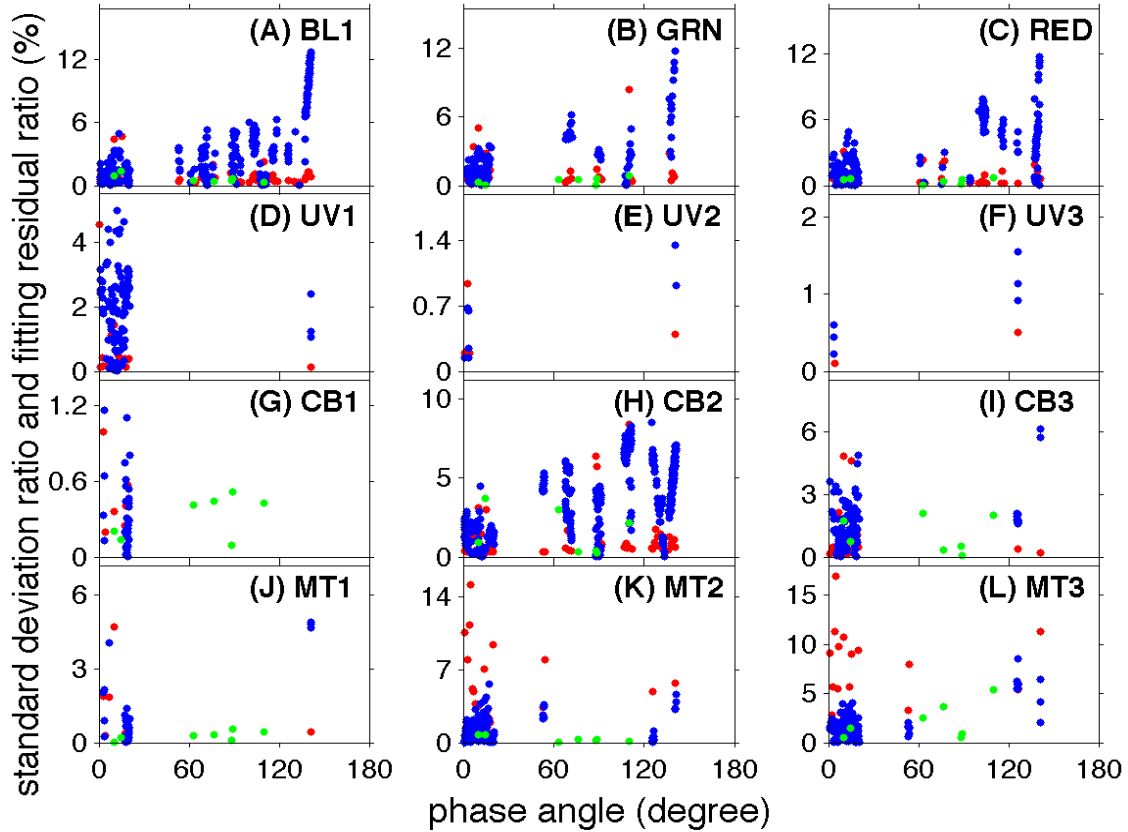 standard deviation ratio and fitting residual ratio (%)
(A) BL1
12
6
0
(B) GRN
12
6
0
(C) RED
12
6
0
(D) UV1
4
2
0
(E) UV2
1.4
0.7
0
(F) UV3
2
1
0
(G) CB1
1.2
0.6
0
(H) CB2
10
5
0
(I) CB3
6
3
0
(J) MT1
6
3
0
(K) MT2
14
7
0
(L) MT3
15
10
5
0
0 60 120 180 0 60 120 180 0 60 120 180
phase angle (degree)